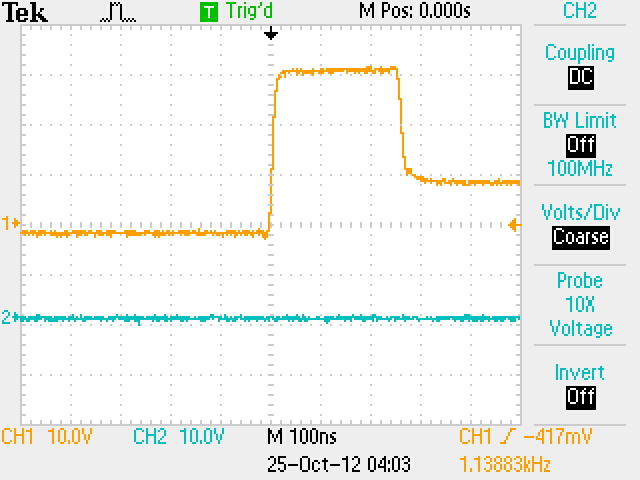 Tek T Trig'd M Pos: 0.000s CH2
Coupling
DC
BW Limit
Off
100MHz
Volts/Div
Coarse
Probe
10X
Voltage
Invert
Off
1
2
CH1 10.0V CH2 10.0V M 100ns CH1 -417mV
25-Oct-12 04:03 1.13883kHz